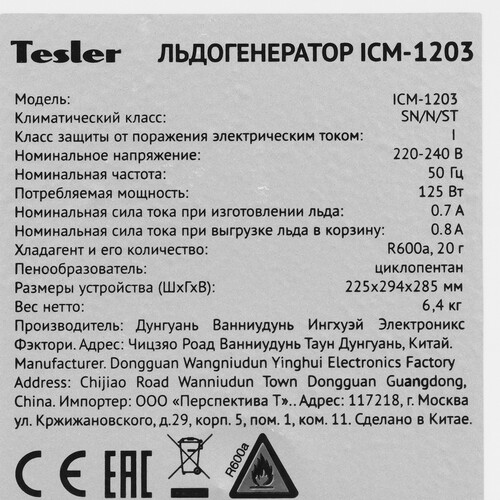 Tesler ЛЬДОГЕНЕРАТОР ICM-1203
Модель: ICM-1203
Климатический класс: SN/N/ST
Класс защиты от поражения электрическим током: I
Номинальное напряжение: 220-240 В
Номинальная частота: 50 Гц
Потребляемая мощность: 125 Вт
Номинальная сила тока при изготовлении льда: 0.7 А
Номинальная сила тока при выгрузке льда в корзину: 0.8 А
Хладагент и его количество: R600a, 20 г
Пенообразователь: циклопентан
Размеры устройства (ШхГхВ): 225х294х285 мм
Вес нетто: 6,4 кг
Производитель: Дунгуань Ванниудунь Ингхуэй Электроникс
Фэктори. Адрес: Чицзяо Роад Ванниудунь Таун Дунгуань, Китай.
Manufacturer. Dongguan Wangniudun Yinghui Electronics Factory
Address: Chijiao Road Wanniudun Town Dongguan Guangdong,
China. Импортер: ООО «Перспектива Т».. Адрес: 117218, г. Москва
ул. Кржижановского, д.29, корп. 5, пом. 1, ком. 11. Сделано в Китае.
CE EAC R600a